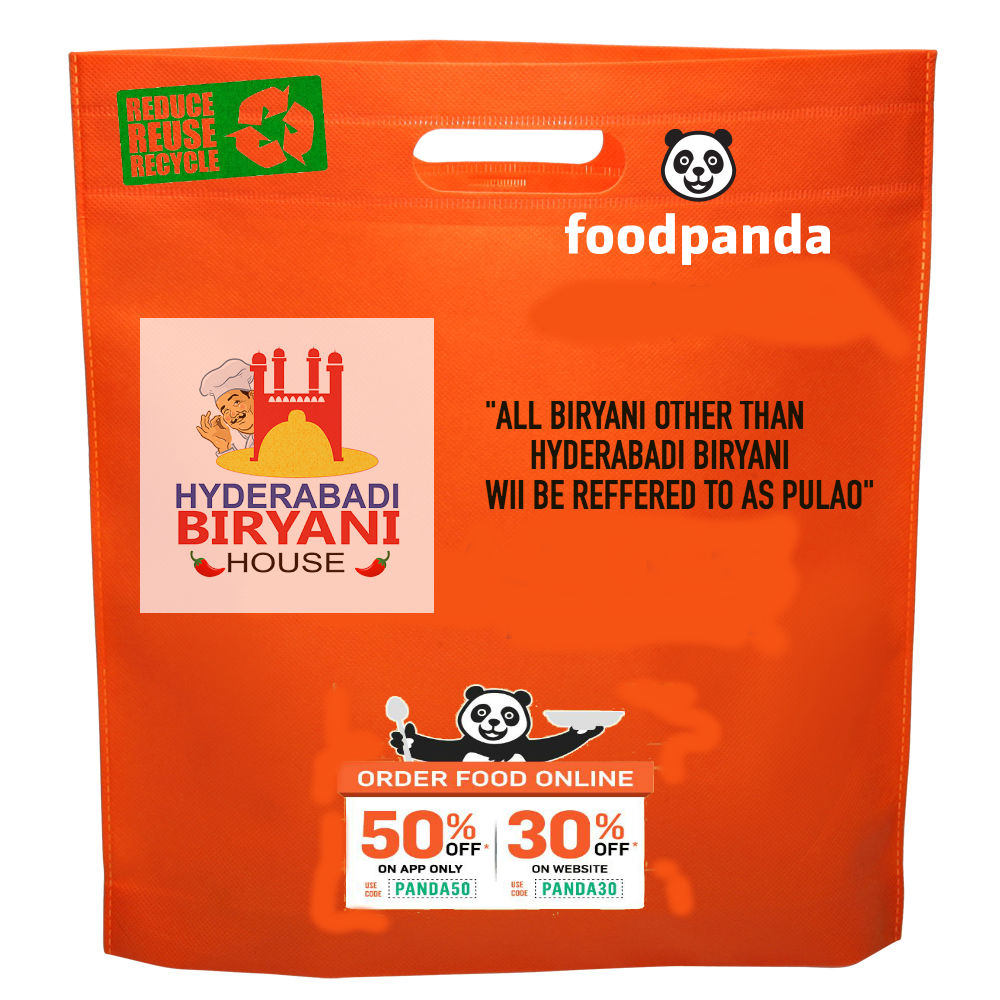 REDUCE
REUSE
RECYCLE
foodpanda
"ALL BIRYANI OTHER THAN
HYDERABADI BIRYANI
WII BE REFFERED TO AS PULAO"
HYDERABADI
BIRYANI
HOUSE
ORDER FOOD ONLINE
50% OFF*
ON APP ONLY
USE CODE PANDA50
30% OFF*
ON WEBSITE
USE CODE PANDA30